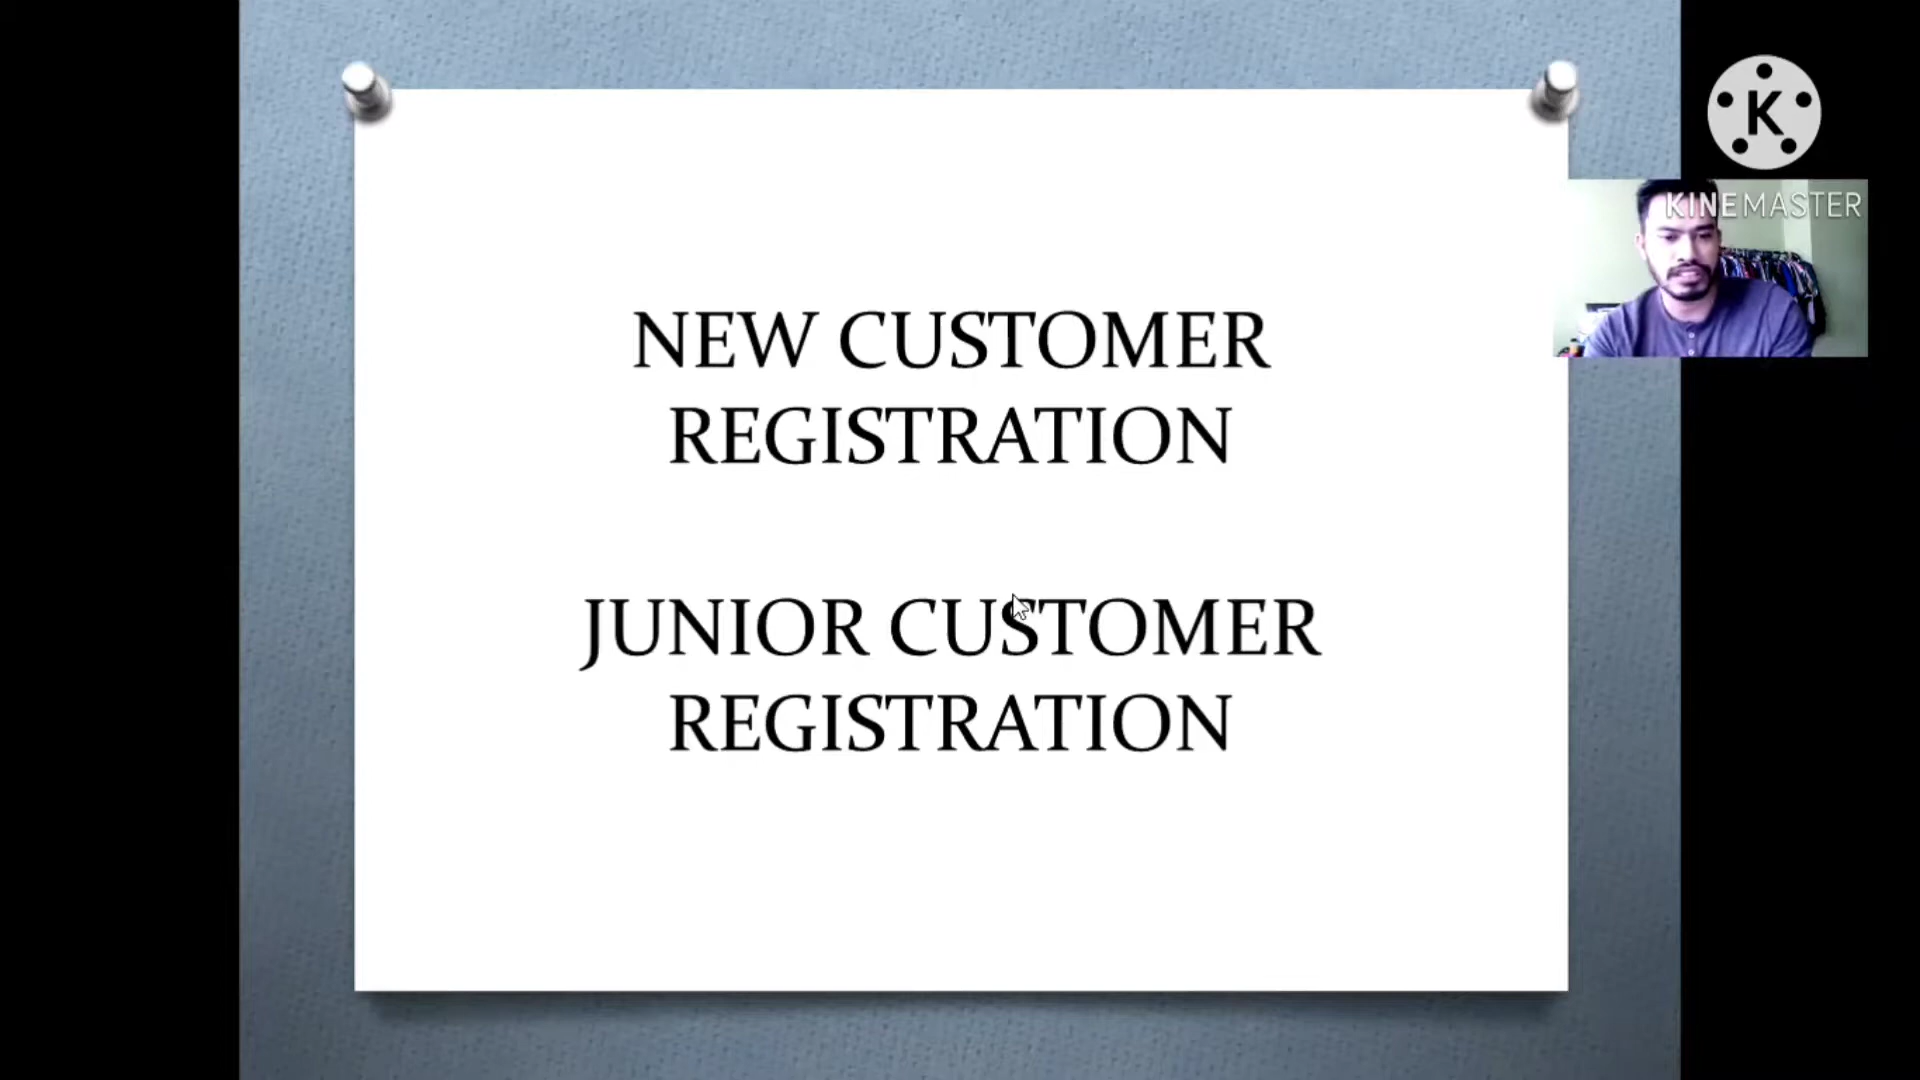 K
KINEMASTER
NEW CUSTOMER
REGISTRATION
JUNIOR CUSTOMER
REGISTRATION